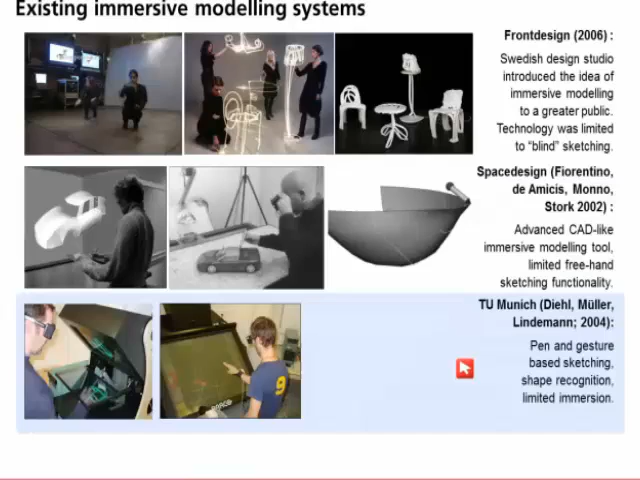 Existing immersive modelling systems
Frontdesign (2006) :
Swedish design studio
introduced the idea of
immersive modelling
to a greater public.
Technology was limited
to “blind” sketching.
Spacedesign (Fiorentino,
de Amicis, Monno,
Stork 2002) :
Advanced CAD-like
immersive modelling tool,
limited free-hand
sketching functionality.
TU Munich (Diehl, Müller,
Lindemann; 2004):
Pen and gesture
based sketching,
shape recognition,
limited immersion.
9